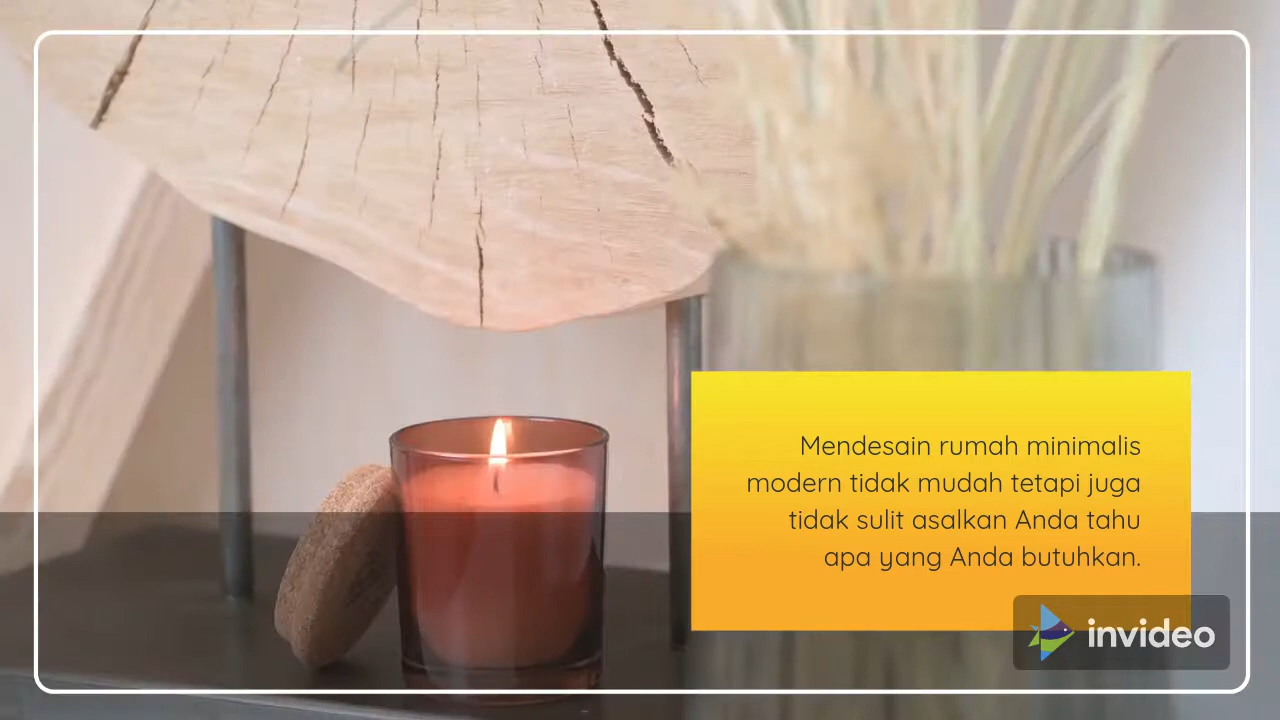 Mendesain rumah minimalis
modern tidak mudah tetapi juga
tidak sulit asalkan Anda tahu
apa yang Anda butuhkan.
invideo